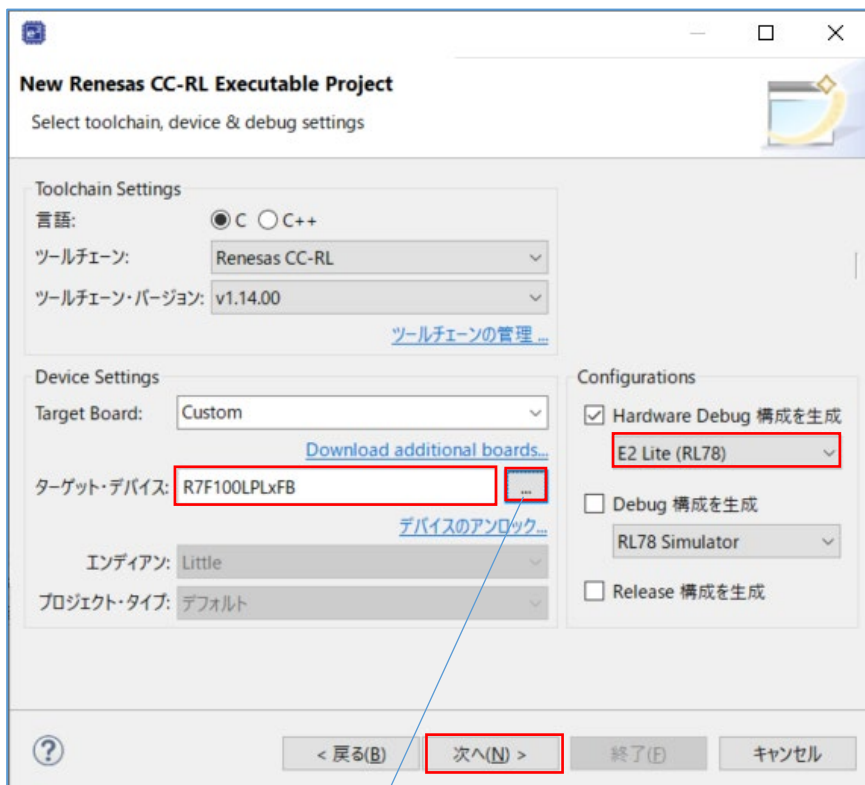 New Renesas CC-RL Executable Project
Select toolchain, device & debug settings
Toolchain Settings
言語: C C++
ツールチェーン: Renesas CC-RL
ツールチェーン・バージョン: v1.14.00
ツールチェーンの管理 ...
Device Settings
Target Board: Custom
Download additional boards...
ターゲット・デバイス: R7F100LPLxFB ...
デバイスのアンロック...
エンディアン: Little
プロジェクト・タイプ: デフォルト
Configurations
Hardware Debug 構成を生成
E2 Lite (RL78)
Debug 構成を生成
RL78 Simulator
Release 構成を生成
? < 戻る(B) 次へ(N) > 終了(F) キャンセル